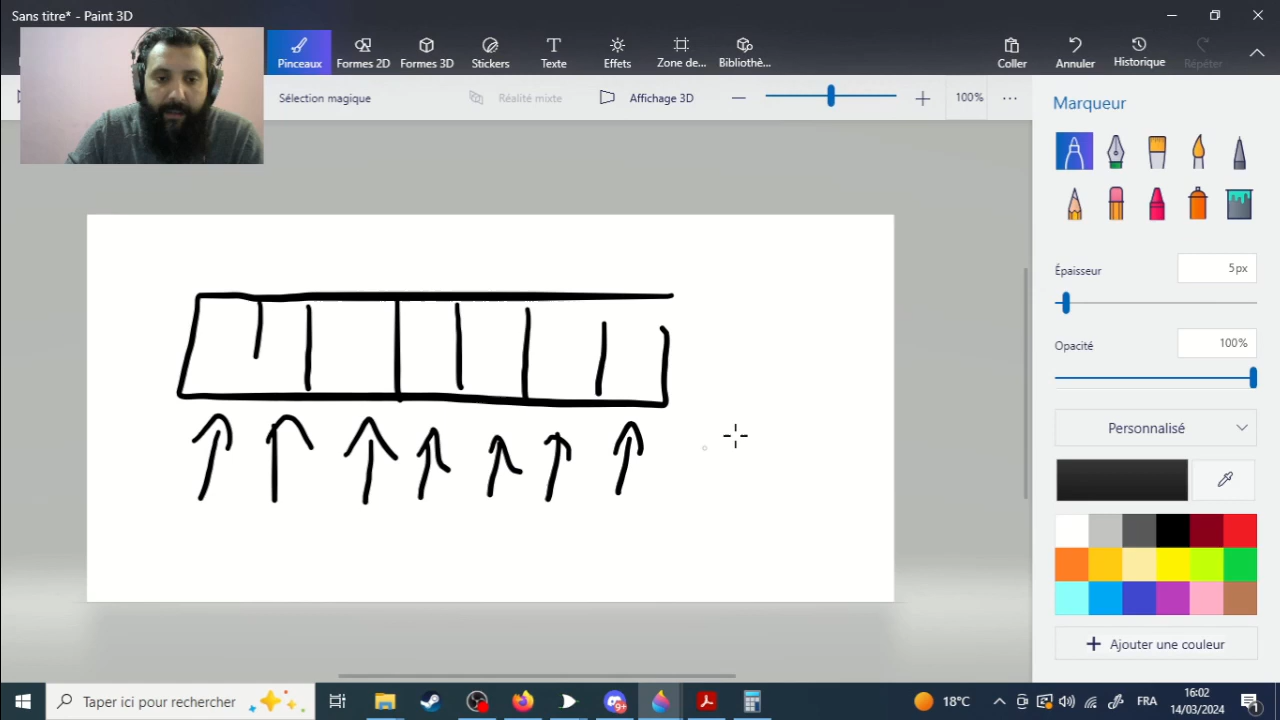 Sans titre* - Paint 3D
Pinceaux
Formes 2D
Formes 3D
Stickers
Texte
Effets
Zone de...
Bibliothè...
Coller
Annuler
Historique
Répéter
Sélection magique
Réalité mixte
Affichage 3D
100%
Marqueur
Épaisseur
5px
Opacité
100%
Personnalisé
Ajouter une couleur
Taper ici pour rechercher
9+
18°C
FRA
16:02
14/03/2024
1